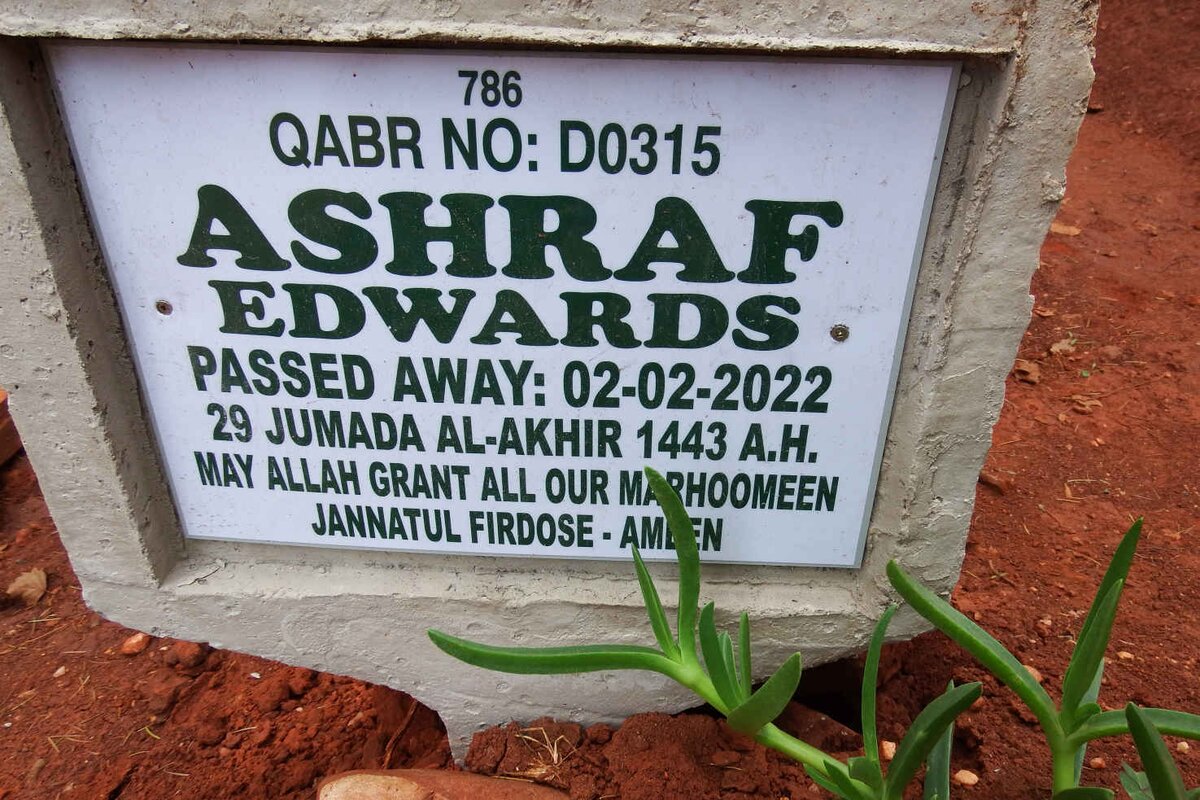 786
QABR NO: D0315
ASHRAF
EDWARDS
PASSED AWAY: 02-02-2022
29 JUMADA AL-AKHIR 1443 A.H.
MAY ALLAH GRANT ALL OUR MARHOOMEEN
JANNATUL FIRDOSE - AMEEN